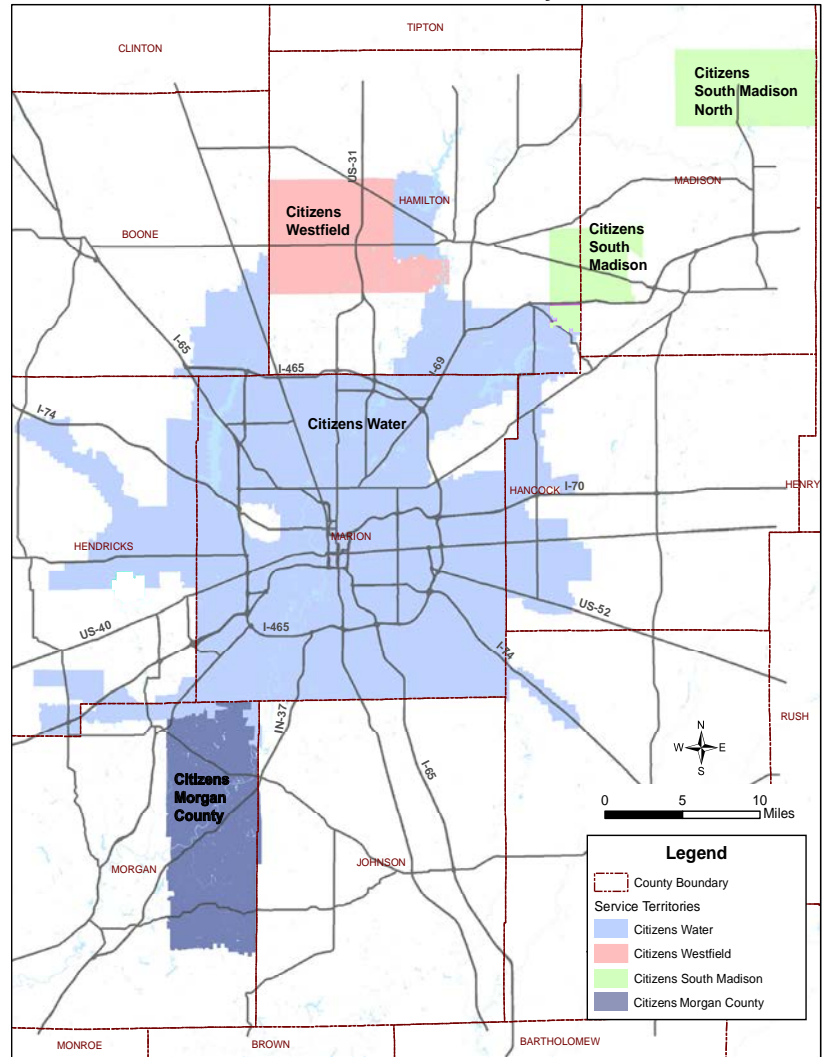 TIPTON
CLINTON
Citizens
South Madison
North
US-31
MADISON
HAMILTON
Citizens
Westfield
BOONE
Citizens
South
Madison
I-65
I-69
I-465
I-74
Citizens Water
HANCOCK
I-70
HENRY
MARION
HENDRICKS
US-52
US-40
I-465
I-74
RUSH
IN-37
N
W
E
S
I-65
Citizens
Morgan
County
0
5
10
Miles
Legend
County Boundary
Service Territories
Citizens Water
Citizens Westfield
Citizens South Madison
Citizens Morgan County
JOHNSON
MORGAN
MONROE
BROWN
BARTHOLOMEW